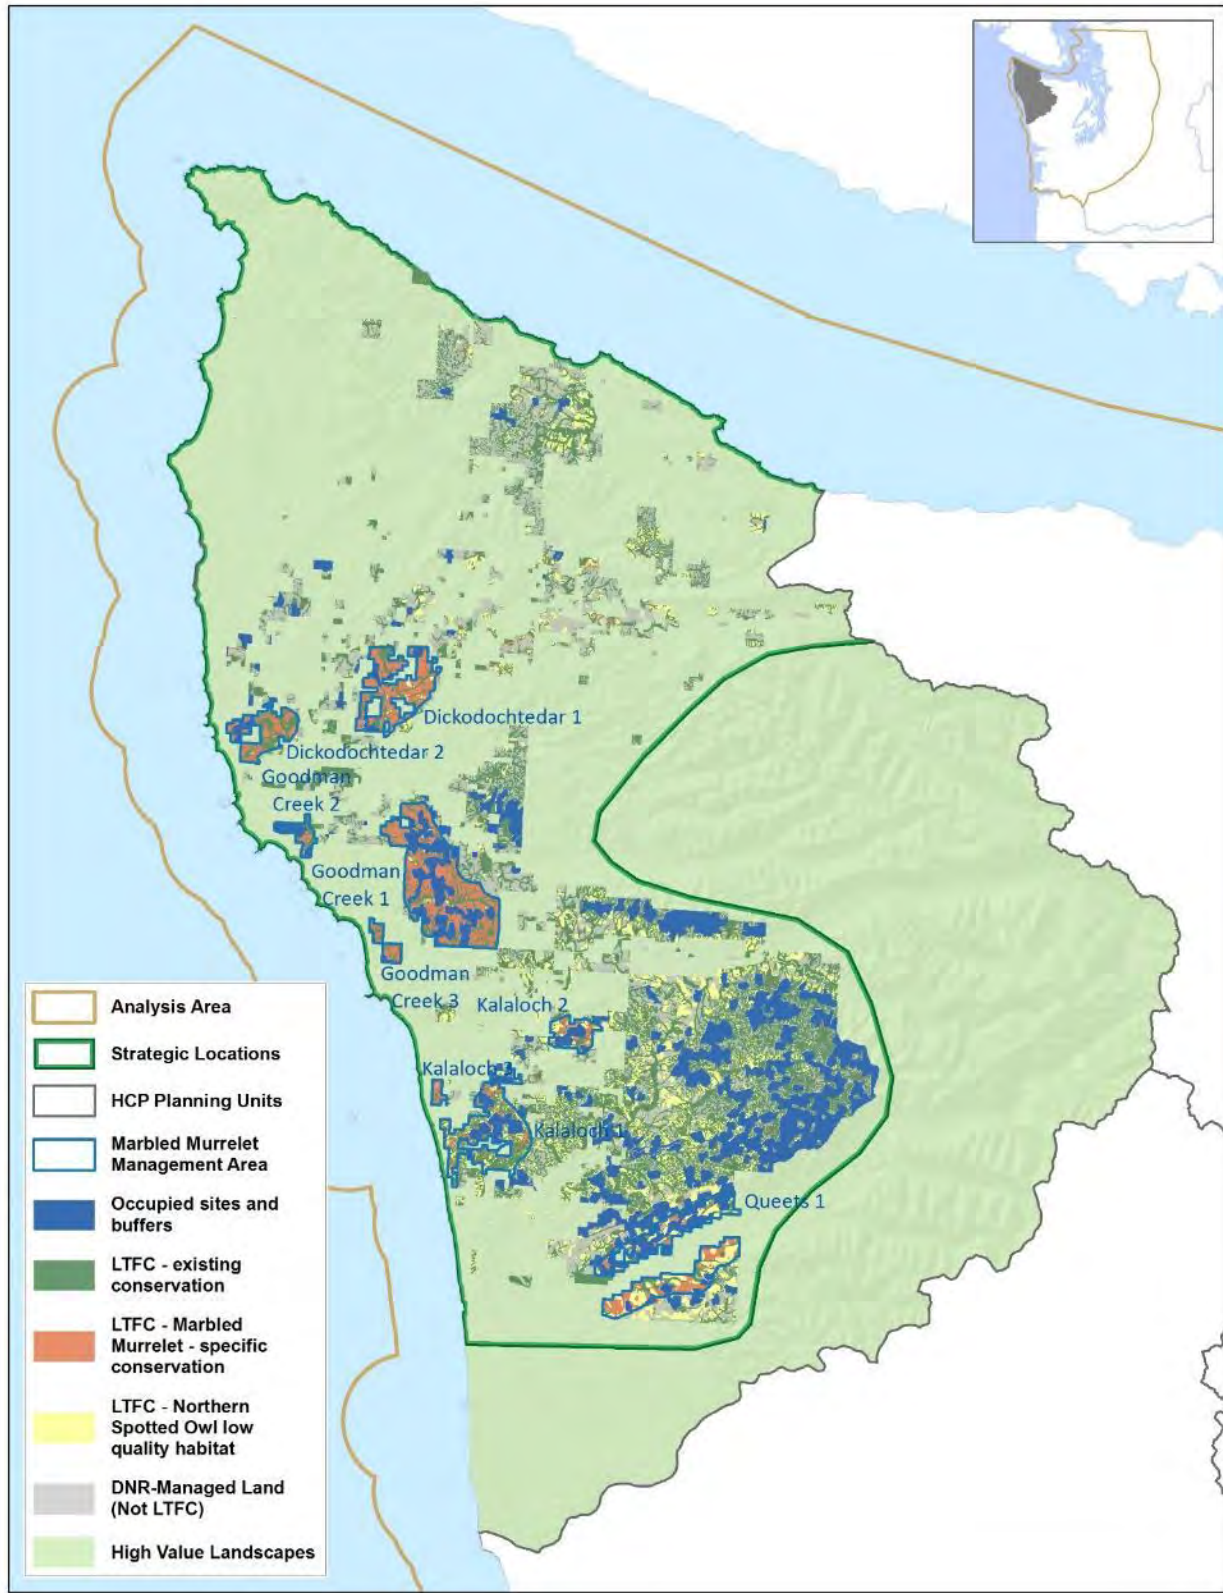 Dickodochtedar 1
Dickodochtedar 2
Goodman
Creek 2
Goodman
Creek 1
Goodman
Creek 3
Kalaloch 2
Kalaloch 3
Kalaloch 1
Queets 1
Analysis Area
Strategic Locations
HCP Planning Units
Marbled Murrelet
Management Area
Occupied sites and
buffers
LTFC - existing
conservation
LTFC - Marbled
Murrelet - specific
conservation
LTFC - Northern
Spotted Owl low
quality habitat
DNR-Managed Land
(Not LTFC)
High Value Landscapes